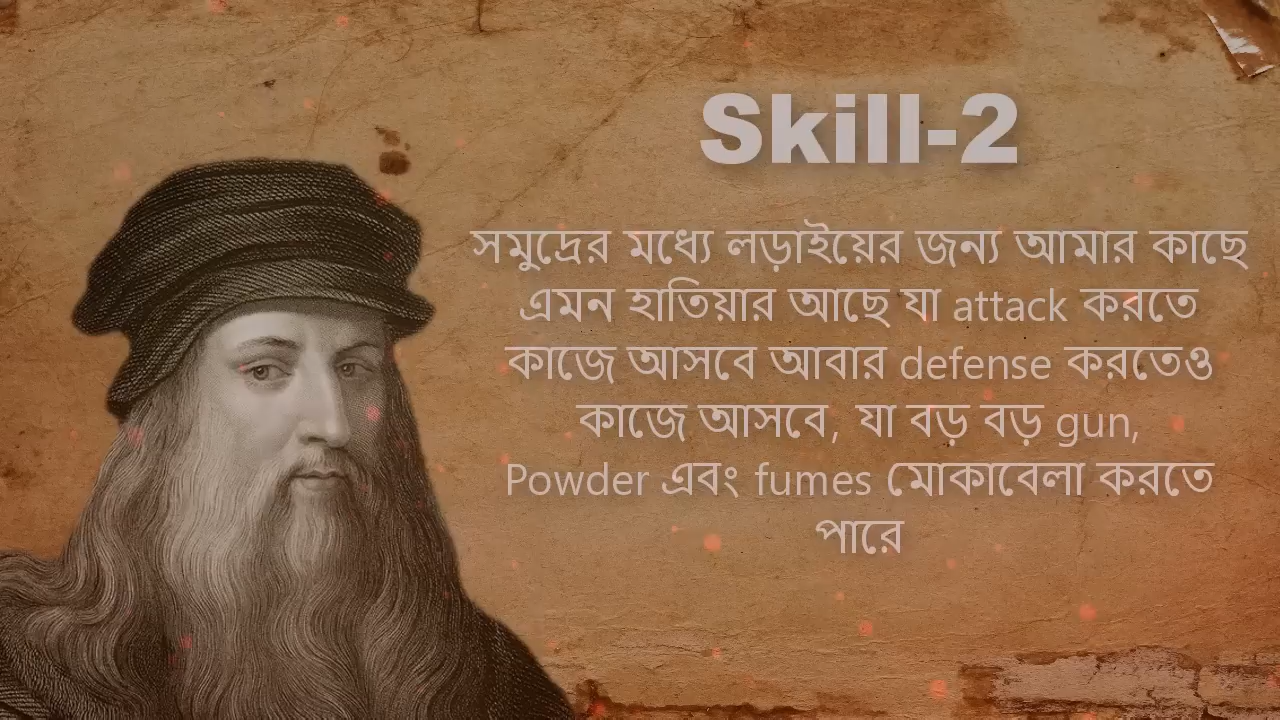 Skill-2
সমুদ্রের মধ্যে লড়াইয়ের জন্য আমার কাছে
এমন হাতিয়ার আছে যা attack করতে
কাজে আসবে আবার defense করতেও
কাজে আসবে, যা বড় বড় gun,
Powder এবং fumes মোকাবেলা করতে
পারে